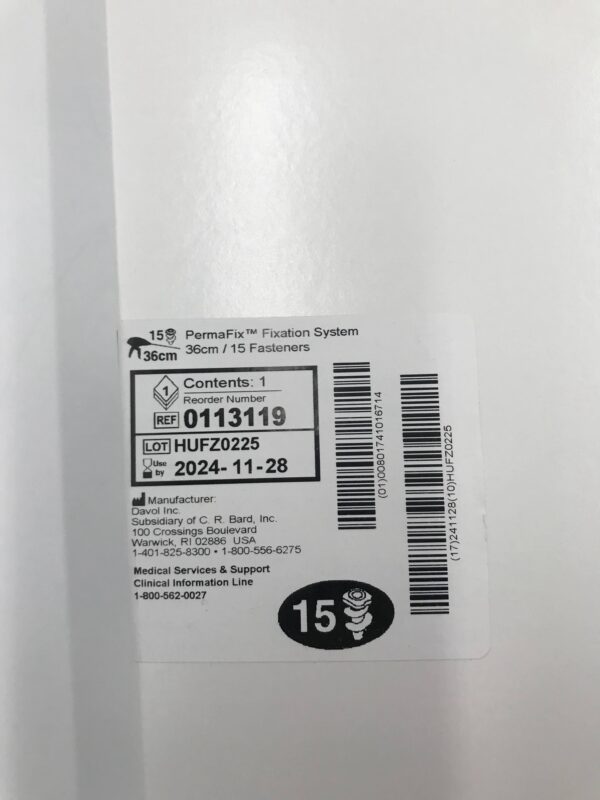 15
36cm
PermaFix™ Fixation System
36cm / 15 Fasteners
1
Contents: 1
Reorder Number
REF 0113119
LOT HUFZ0225
Use by 2024-11-28
Manufacturer:
Davol Inc.
Subsidiary of C. R. Bard, Inc.
100 Crossings Boulevard
Warwick, RI 02886 USA
1-401-825-8300 • 1-800-556-6275
Medical Services & Support
Clinical Information Line
1-800-562-0027
15
(01)00801741016714
(17)241128(10)HUFZ0225